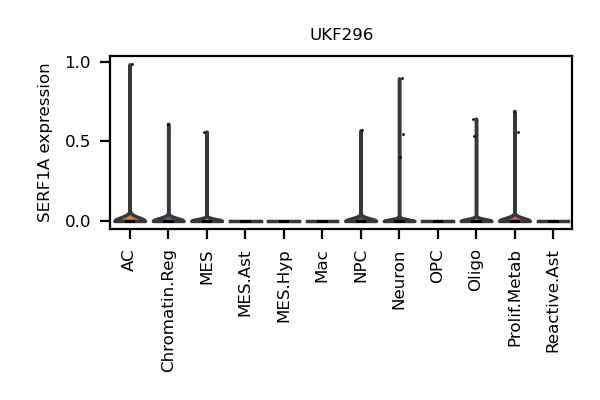 UKF296
SERF1A expression
1.0
0.5
0.0
AC
Chromatin.Reg
MES
MES.Ast
MES.Hyp
Mac
NPC
Neuron
OPC
Oligo
Prolif.Metab
Reactive.Ast